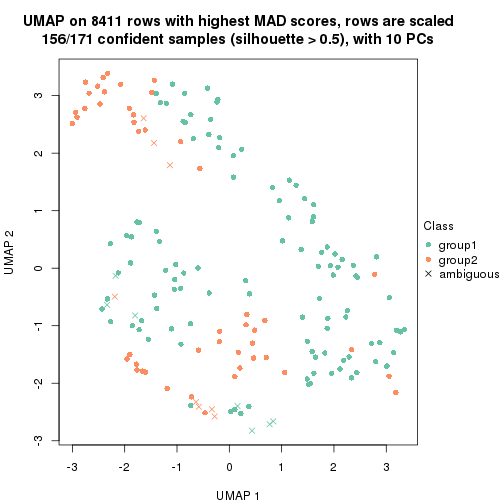 UMAP on 8411 rows with highest MAD scores, rows are scaled
156/171 confident samples (silhouette > 0.5), with 10 PCs
3
2
1
0
-1
-2
-3
UMAP 2
-3
-2
-1
0
1
2
3
UMAP 1
Class
group1
group2
ambiguous